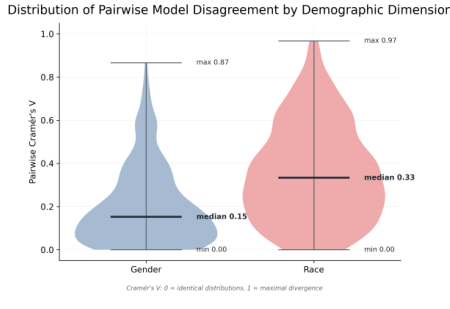 Distribution of Pairwise Model Disagreement by Demographic Dimension
Pairwise Cramér's V
1.0
0.8
0.6
0.4
0.2
0.0
max 0.87
median 0.15
min 0.00
max 0.97
median 0.33
min 0.00
Gender
Race
Cramér's V: 0 = identical distributions, 1 = maximal divergence